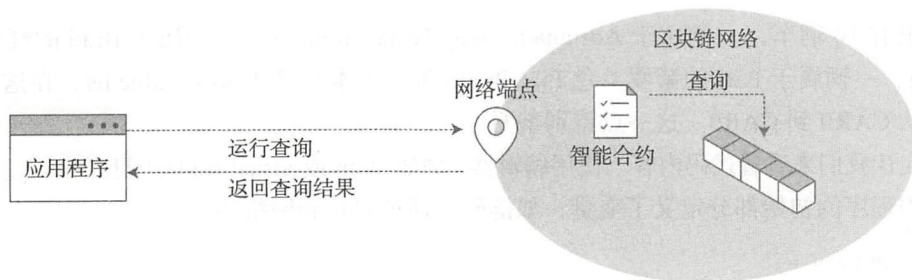 区块链网络
网络端点
查询
运行查询
应用程序
智能合约
返回查询结果